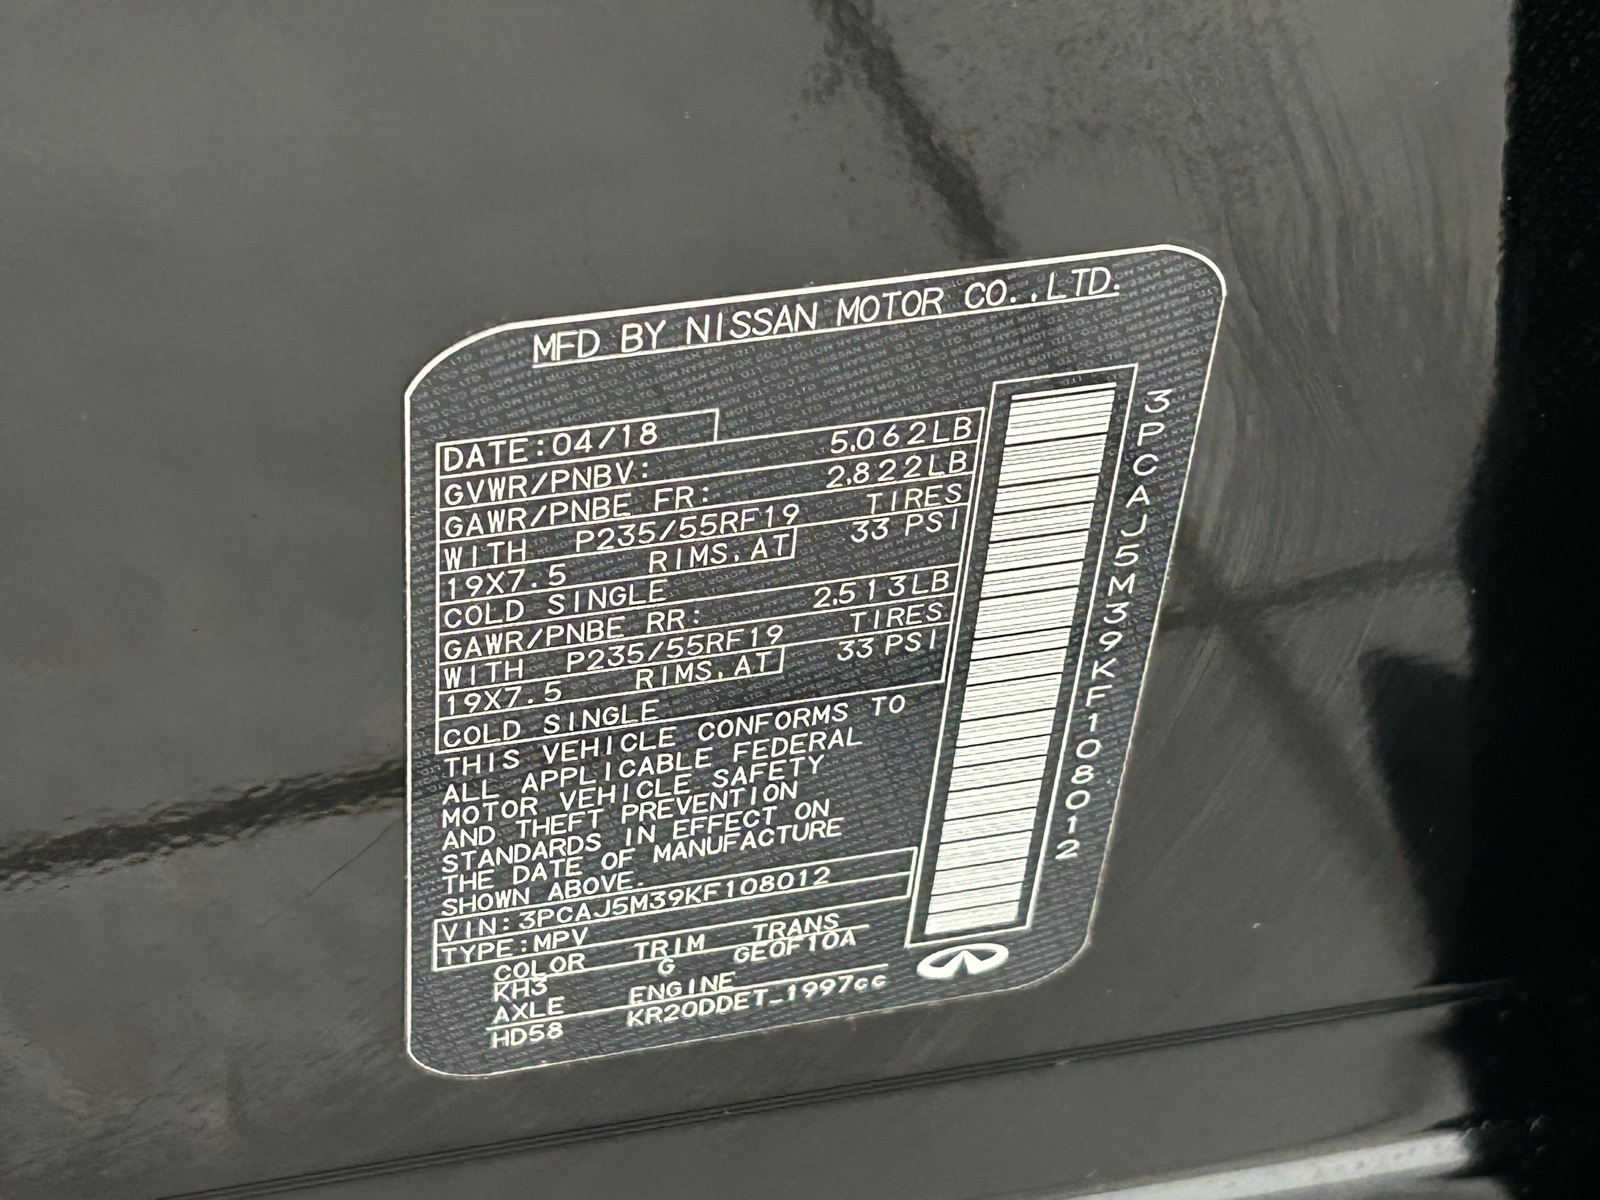 MFD BY NISSAN MOTOR CO.,LTD.
DATE:04/18
GVWR/PNBV: 5,062LB
GAWR/PNBE FR: 2,822LB
WITH P235/55RF19 TIRES
19X7.5 RIMS,AT 33 PSI
COLD SINGLE
GAWR/PNBE RR: 2,513LB
WITH P235/55RF19 TIRES
19X7.5 RIMS,AT 33 PSI
COLD SINGLE
THIS VEHICLE CONFORMS TO
ALL APPLICABLE FEDERAL
MOTOR VEHICLE SAFETY
AND THEFT PREVENTION
STANDARDS IN EFFECT ON
THE DATE OF MANUFACTURE
SHOWN ABOVE.
VIN:3PCAJ5M39KF108012
TYPE:MPV
COLOR TRIM TRANS
KH3 G GE0F10A
AXLE ENGINE
HD58 KR20DDET-1997cc
3PCAJ5M39KF108012